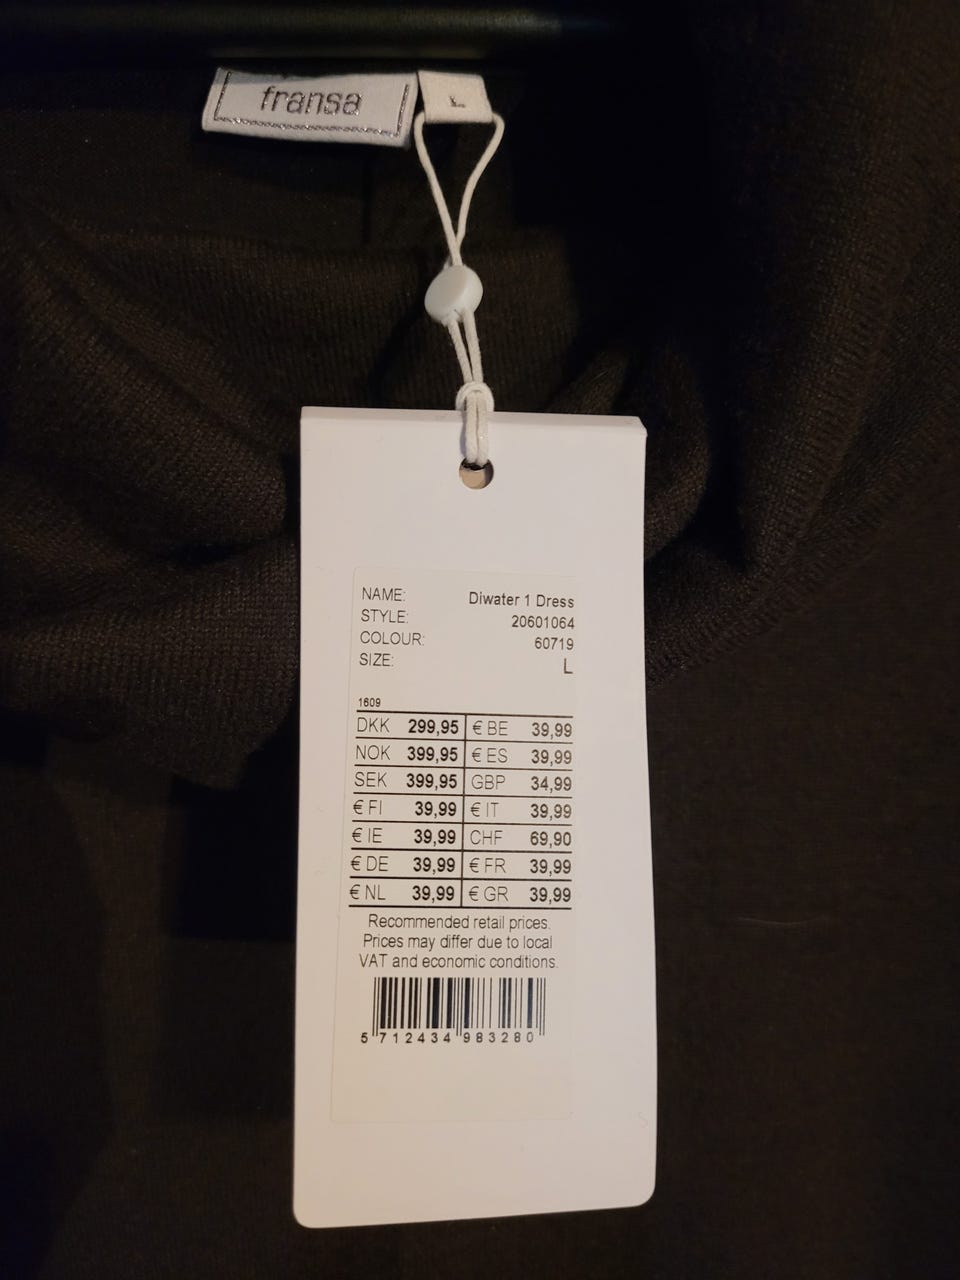 fransa
L
NAME: Diwater 1 Dress
STYLE: 20601064
COLOUR: 60719
SIZE: L
1609
DKK 299,95 € BE 39,99
NOK 399,95 € ES 39,99
SEK 399,95 GBP 34,99
€ FI 39,99 € IT 39,99
€ IE 39,99 CHF 69,90
€ DE 39,99 € FR 39,99
€ NL 39,99 € GR 39,99
Recommended retail prices.
Prices may differ due to local
VAT and economic conditions.
5 712434 983280